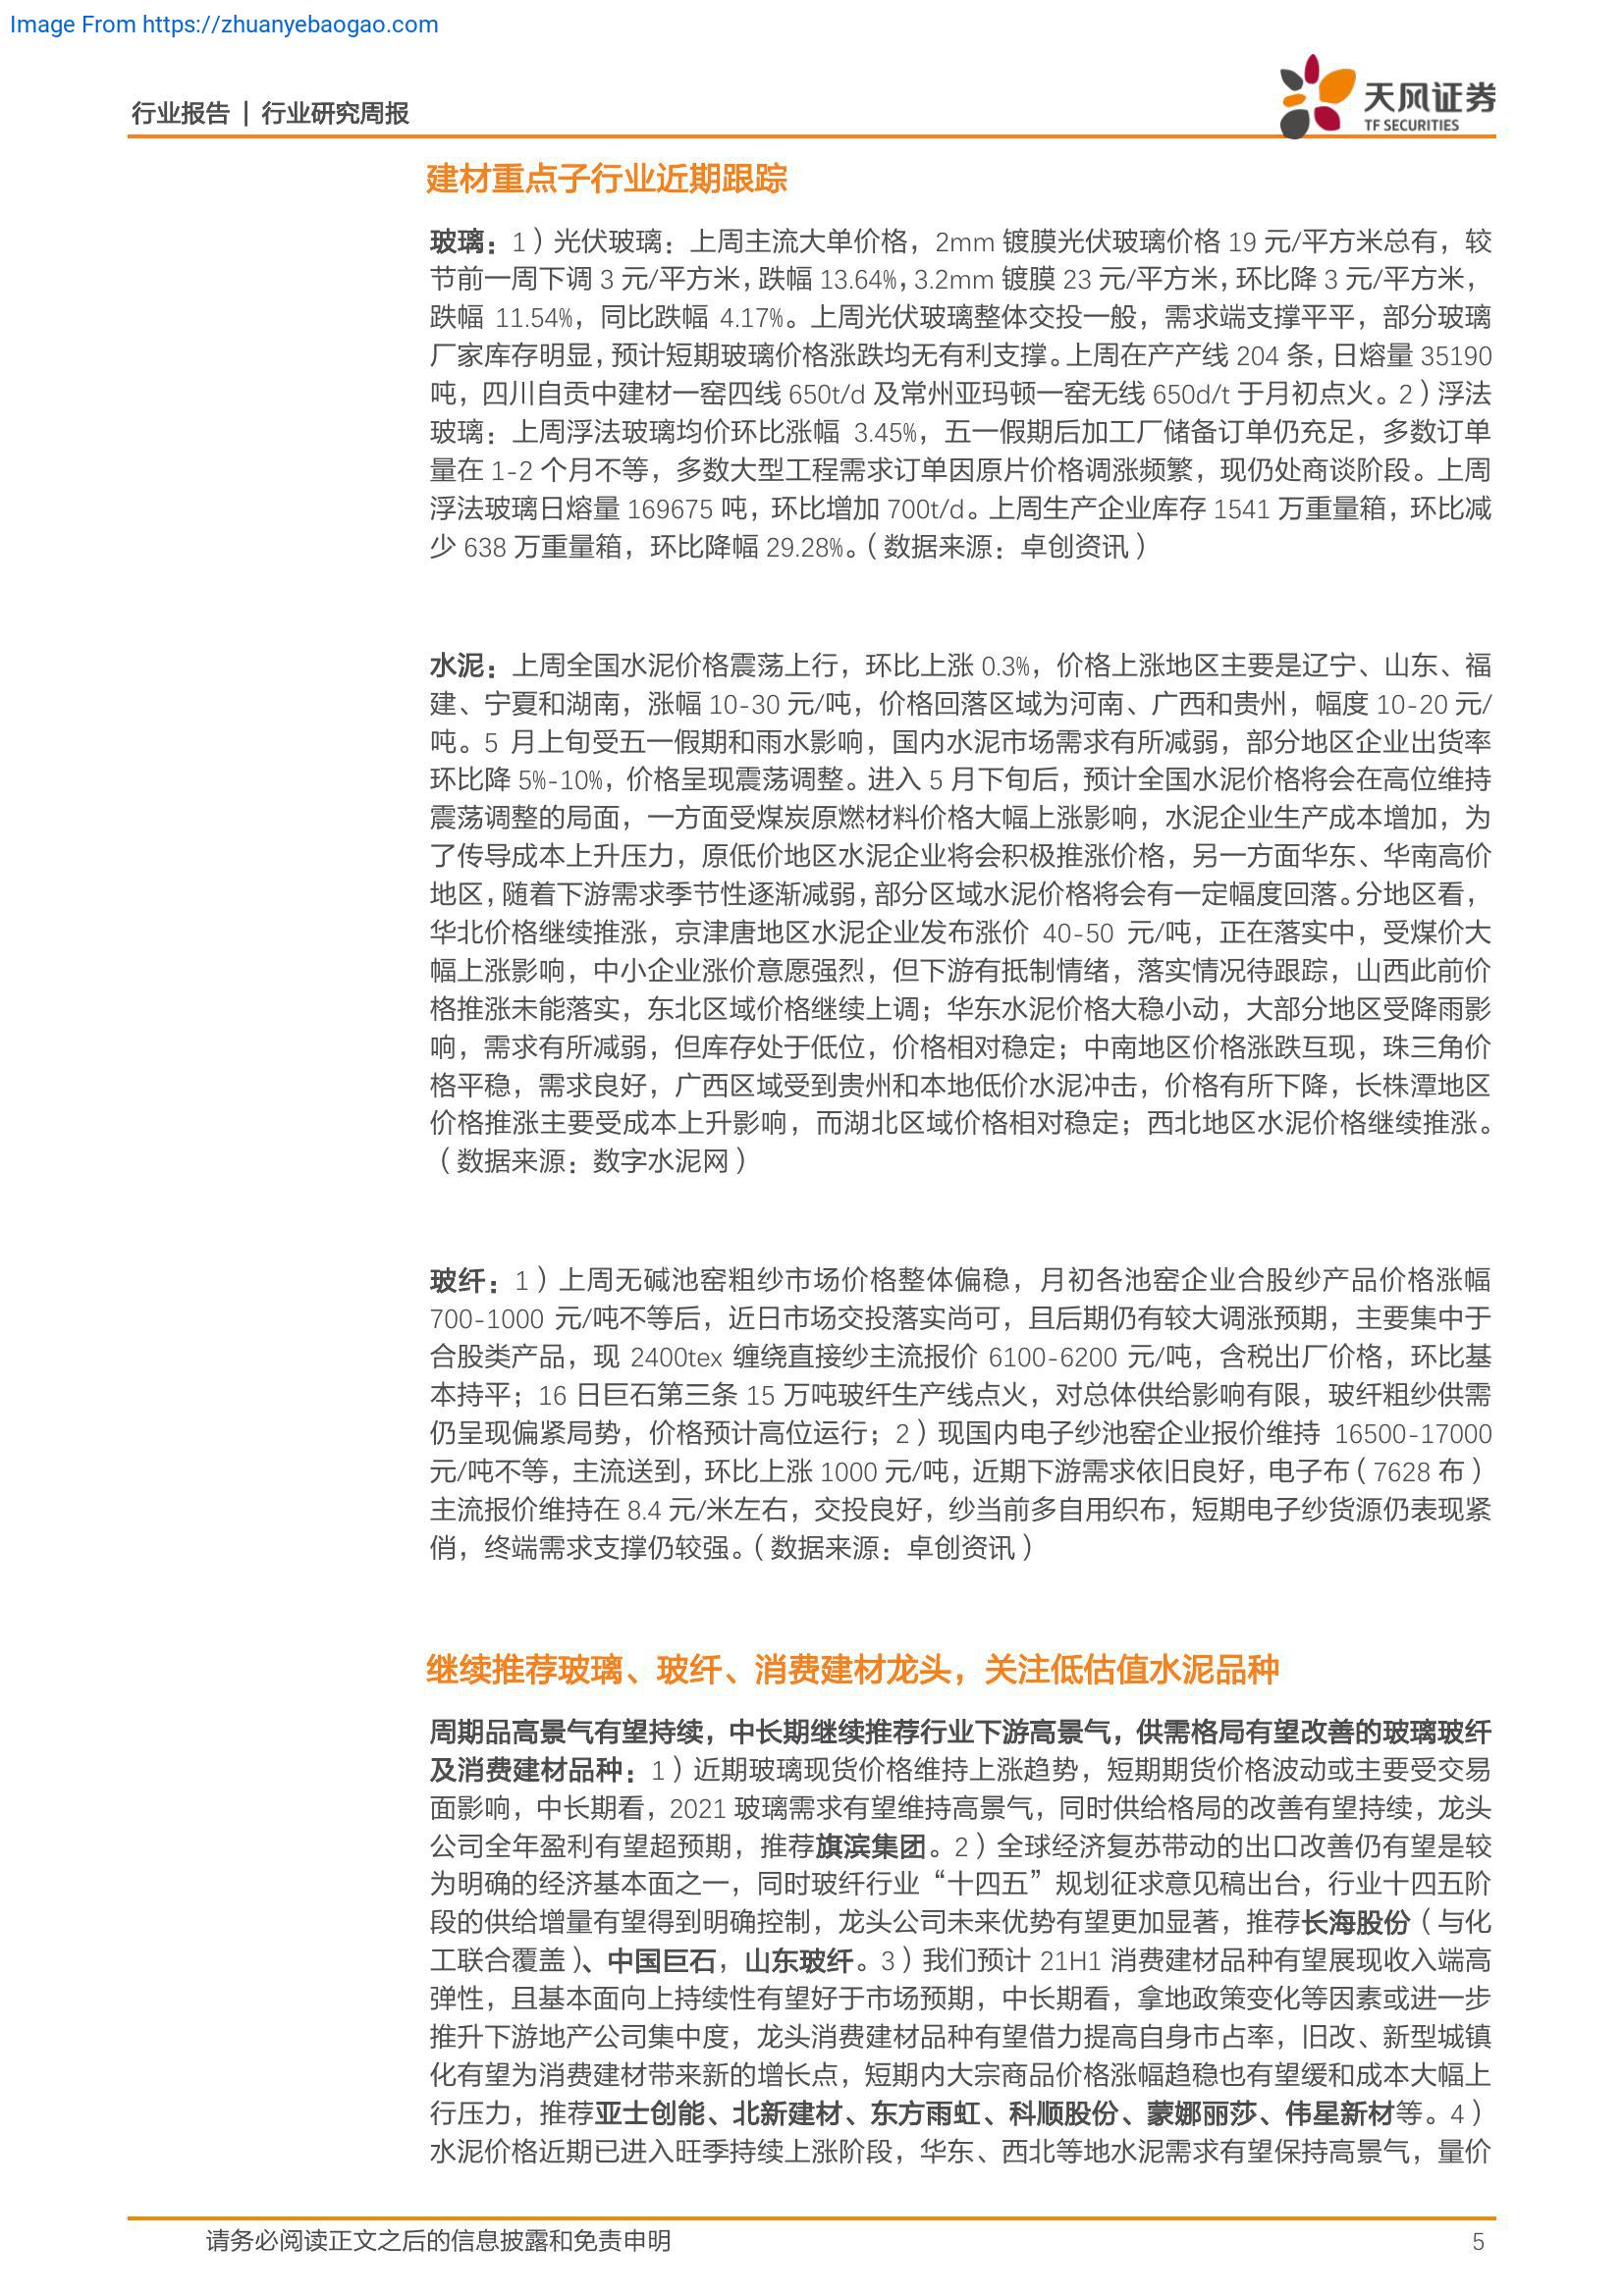 Image From https://zhuanyebaogao.com
行业报告 | 行业研究周报
天风证券
TF SECURITIES
建材重点子行业近期跟踪
玻璃：1）光伏玻璃：上周主流大单价格，2mm 镀膜光伏玻璃价格 19 元/平方米总有，较
节前一周下调 3 元/平方米，跌幅 13.64%，3.2mm 镀膜 23 元/平方米，环比降 3 元/平方米，
跌幅 11.54%，同比跌幅 4.17%。上周光伏玻璃整体交投一般，需求端支撑平平，部分玻璃
厂家库存明显，预计短期玻璃价格涨跌均无有利支撑。上周在产产线 204 条，日熔量 35190
吨，四川自贡中建材一窑四线 650t/d 及常州亚玛顿一窑无线 650d/t 于月初点火。2）浮法
玻璃：上周浮法玻璃均价环比涨幅 3.45%，五一假期后加工厂储备订单仍充足，多数订单
量在 1-2 个月不等，多数大型工程需求订单因原片价格调涨频繁，现仍处商谈阶段。上周
浮法玻璃日熔量 169675 吨，环比增加 700t/d。上周生产企业库存 1541 万重量箱，环比减
少 638 万重量箱，环比降幅 29.28%。（数据来源：卓创资讯）
水泥：上周全国水泥价格震荡上行，环比上涨 0.3%，价格上涨地区主要是辽宁、山东、福
建、宁夏和湖南，涨幅 10-30 元/吨，价格回落区域为河南、广西和贵州，幅度 10-20 元/
吨。5 月上旬受五一假期和雨水影响，国内水泥市场需求有所减弱，部分地区企业出货率
环比降 5%-10%，价格呈现震荡调整。进入 5 月下旬后，预计全国水泥价格将会在高位维持
震荡调整的局面，一方面受煤炭原燃材料价格大幅上涨影响，水泥企业生产成本增加，为
了传导成本上升压力，原低价地区水泥企业将会积极推涨价格，另一方面华东、华南高价
地区，随着下游需求季节性逐渐减弱，部分区域水泥价格将会有一定幅度回落。分地区看，
华北价格继续推涨，京津唐地区水泥企业发布涨价 40-50 元/吨，正在落实中，受煤价大
幅上涨影响，中小企业涨价意愿强烈，但下游有抵制情绪，落实情况待跟踪，山西此前价
格推涨未能落实，东北区域价格继续上调；华东水泥价格大稳小动，大部分地区受降雨影
响，需求有所减弱，但库存处于低位，价格相对稳定；中南地区价格涨跌互现，珠三角价
格平稳，需求良好，广西区域受到贵州和本地低价水泥冲击，价格有所下降，长株潭地区
价格推涨主要受成本上升影响，而湖北区域价格相对稳定；西北地区水泥价格继续推涨。
（数据来源：数字水泥网）
玻纤：1）上周无碱池窑粗纱市场价格整体偏稳，月初各池窑企业合股纱产品价格涨幅
700-1000 元/吨不等后，近日市场交投落实尚可，且后期仍有较大调涨预期，主要集中于
合股类产品，现 2400tex 缠绕直接纱主流报价 6100-6200 元/吨，含税出厂价格，环比基
本持平；16 日巨石第三条 15 万吨玻纤生产线点火，对总体供给影响有限，玻纤粗纱供需
仍呈现偏紧局势，价格预计高位运行；2）现国内电子纱池窑企业报价维持 16500-17000
元/吨不等，主流送到，环比上涨 1000 元/吨，近期下游需求依旧良好，电子布（7628 布）
主流报价维持在 8.4 元/米左右，交投良好，纱当前多自用织布，短期电子纱货源仍表现紧
俏，终端需求支撑仍较强。（数据来源：卓创资讯）
继续推荐玻璃、玻纤、消费建材龙头，关注低估值水泥品种
周期品高景气有望持续，中长期继续推荐行业下游高景气，供需格局有望改善的玻璃玻纤
及消费建材品种：1）近期玻璃现货价格维持上涨趋势，短期期货价格波动或主要受交易
面影响，中长期看，2021 玻璃需求有望维持高景气，同时供给格局的改善有望持续，龙头
公司全年盈利有望超预期，推荐旗滨集团。2）全球经济复苏带动的出口改善仍有望是较
为明确的经济基本面之一，同时玻纤行业“十四五”规划征求意见稿出台，行业十四五阶
段的供给增量有望得到明确控制，龙头公司未来优势有望更加显著，推荐长海股份（与化
工联合覆盖）、中国巨石，山东玻纤。3）我们预计 21H1 消费建材品种有望展现收入端高
弹性，且基本面向上持续性有望好于市场预期，中长期看，拿地政策变化等因素或进一步
推升下游地产公司集中度，龙头消费建材品种有望借力提高自身市占率，旧改、新型城镇
化有望为消费建材带来新的增长点，短期内大宗商品价格涨幅趋稳也有望缓和成本大幅上
行压力，推荐亚士创能、北新建材、东方雨虹、科顺股份、蒙娜丽莎、伟星新材等。4）
水泥价格近期已进入旺季持续上涨阶段，华东、西北等地水泥需求有望保持高景气，量价
请务必阅读正文之后的信息披露和免责申明
5